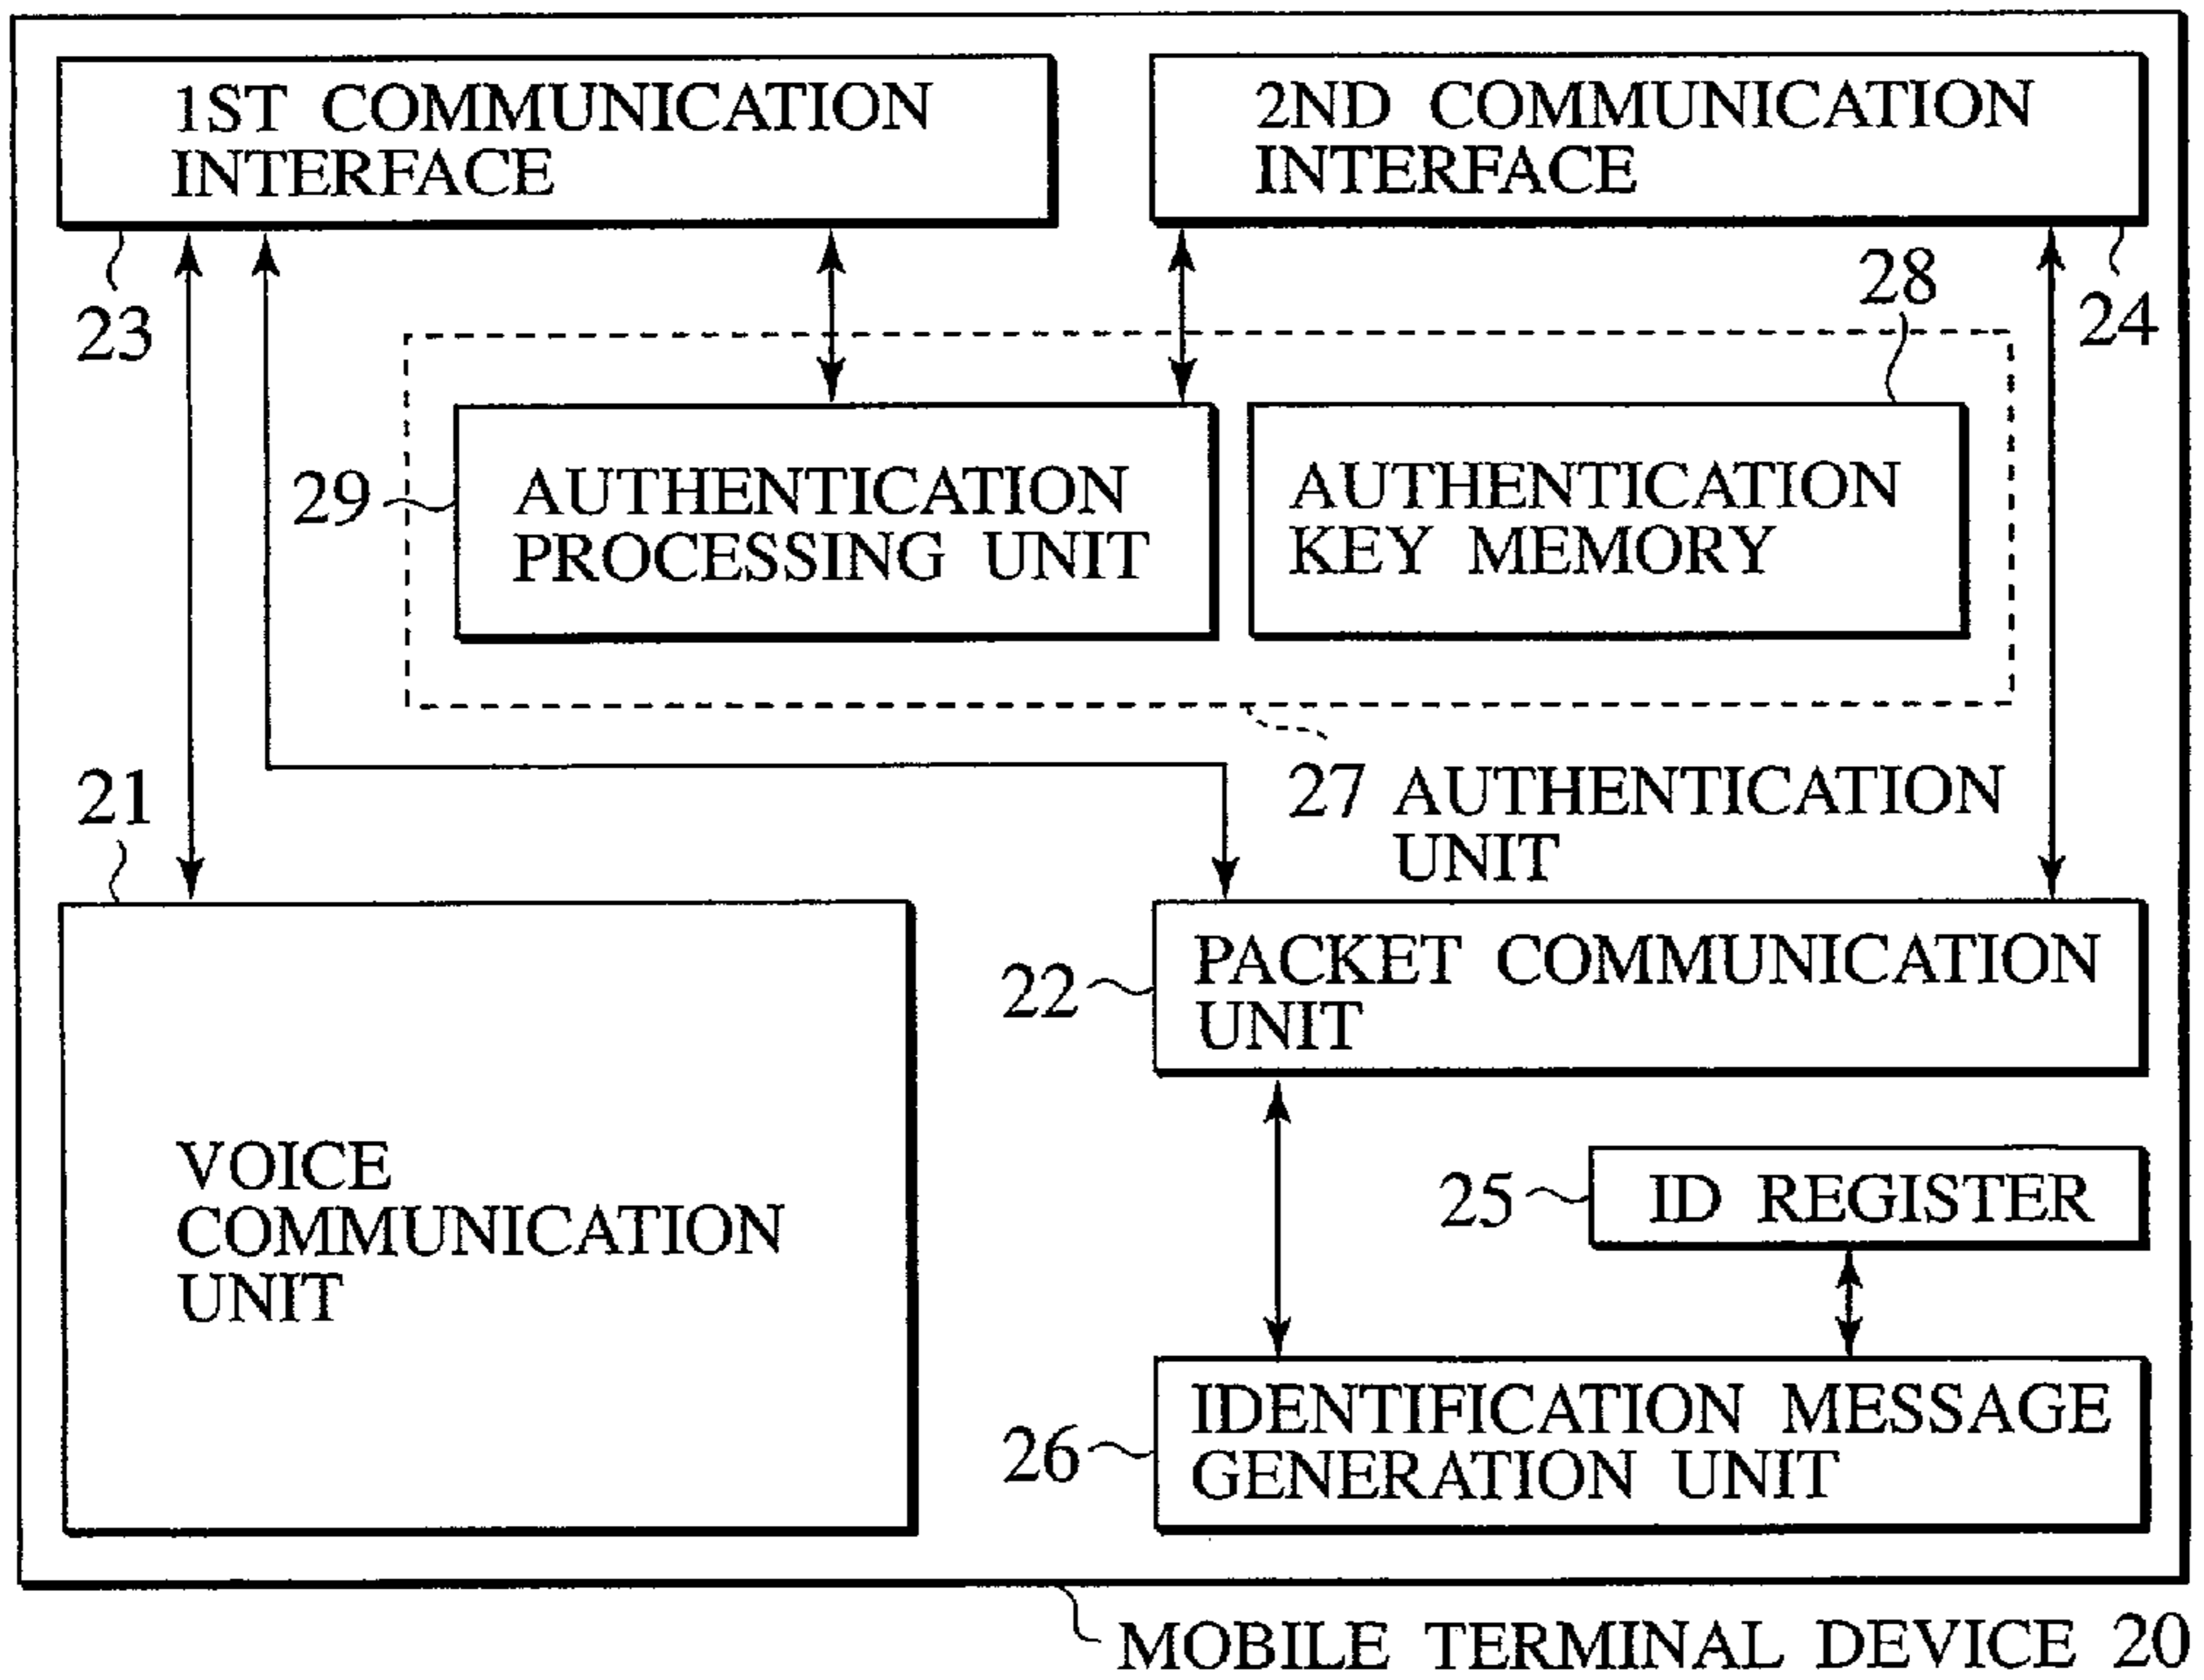 1ST COMMUNICATION
INTERFACE
2ND COMMUNICATION
INTERFACE
23
28
24
29
AUTHENTICATION
PROCESSING UNIT
AUTHENTICATION
KEY MEMORY
21
27 AUTHENTICATION
UNIT
22
PACKET COMMUNICATION
UNIT
VOICE
COMMUNICATION
UNIT
25
ID REGISTER
26
IDENTIFICATION MESSAGE
GENERATION UNIT
MOBILE TERMINAL DEVICE 20